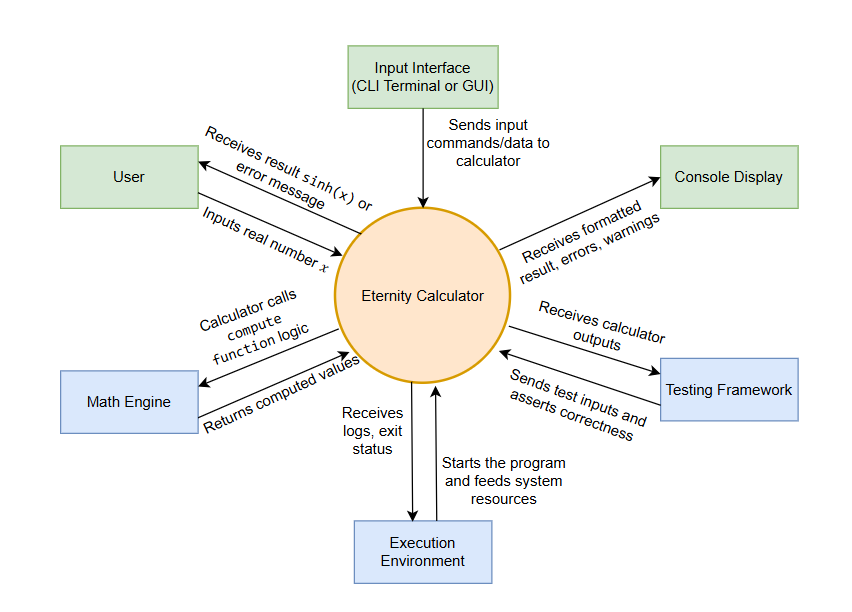 Input Interface
(CLI Terminal or GUI)
Sends input
commands/data to
calculator
User
Receives result sinh(x) or
error message
Inputs real number x
Console Display
Receives formatted
result, errors, warnings
Eternity Calculator
Calculator calls
compute
function logic
Returns computed values
Math Engine
Receives calculator
outputs
Sends test inputs and
asserts correctness
Testing Framework
Receives
logs, exit
status
Starts the program
and feeds system
resources
Execution
Environment